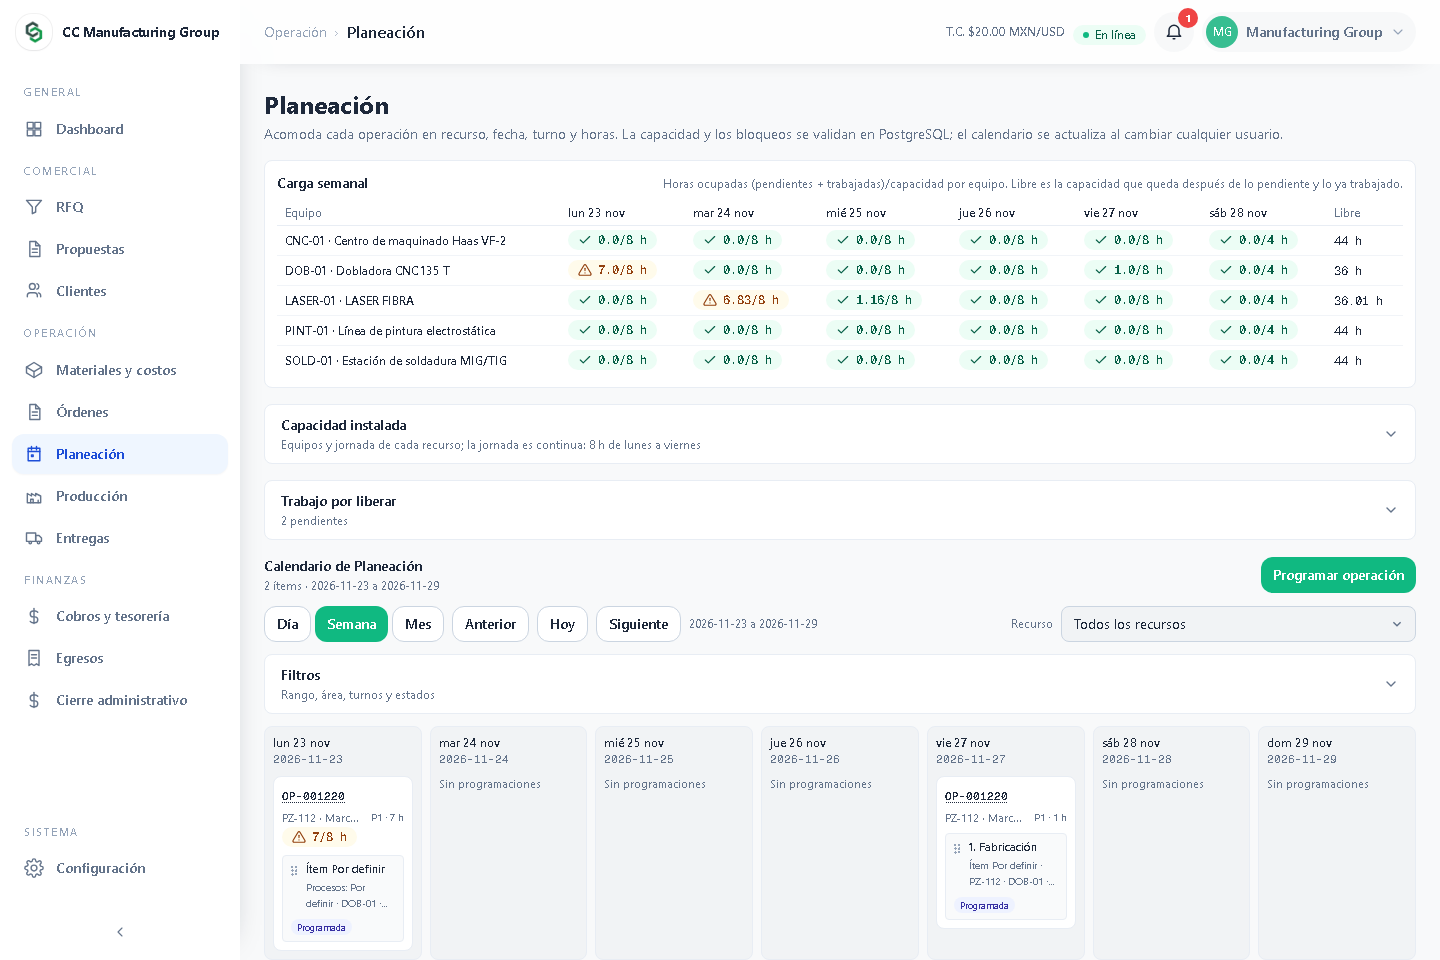 CC Manufacturing Group
Operación › Planeación
T.C. $20.00 MXN/USD
En línea
1
MG
Manufacturing Group
GENERAL
Dashboard
COMERCIAL
RFQ
Propuestas
Clientes
OPERACIÓN
Materiales y costos
Órdenes
Planeación
Producción
Entregas
FINANZAS
Cobros y tesorería
Egresos
Cierre administrativo
SISTEMA
Configuración
Planeación
Acomoda cada operación en recurso, fecha, turno y horas. La capacidad y los bloqueos se validan en PostgreSQL; el calendario se actualiza al cambiar cualquier usuario.
Carga semanal
Horas ocupadas (pendientes + trabajadas)/capacidad por equipo. Libre es la capacidad que queda después de lo pendiente y lo ya trabajado.
Equipo lun 23 nov mar 24 nov mié 25 nov jue 26 nov vie 27 nov sáb 28 nov Libre
CNC-01 · Centro de maquinado Haas VF-2 0.0/8 h 0.0/8 h 0.0/8 h 0.0/8 h 0.0/8 h 0.0/4 h 44 h
DOB-01 · Dobladora CNC 135 T 7.0/8 h 0.0/8 h 0.0/8 h 0.0/8 h 1.0/8 h 0.0/4 h 36 h
LASER-01 · LASER FIBRA 0.0/8 h 6.83/8 h 1.16/8 h 0.0/8 h 0.0/8 h 0.0/4 h 36.01 h
PINT-01 · Línea de pintura electrostática 0.0/8 h 0.0/8 h 0.0/8 h 0.0/8 h 0.0/8 h 0.0/4 h 44 h
SOLD-01 · Estación de soldadura MIG/TIG 0.0/8 h 0.0/8 h 0.0/8 h 0.0/8 h 0.0/8 h 0.0/4 h 44 h
Capacidad instalada
Equipos y jornada de cada recurso; la jornada es continua: 8 h de lunes a viernes
Trabajo por liberar
2 pendientes
Calendario de Planeación
2 ítems · 2026-11-23 a 2026-11-29
Programar operación
Día Semana Mes Anterior Hoy Siguiente 2026-11-23 a 2026-11-29
Recurso Todos los recursos
Filtros
Rango, área, turnos y estados
lun 23 nov
2026-11-23
OP-001220
PZ-112 · Marc... P1 · 7 h
7/8 h
Ítem Por definir
Procesos: Por
definir · DOB-01 ·...
Programada
mar 24 nov
2026-11-24
Sin programaciones
mié 25 nov
2026-11-25
Sin programaciones
jue 26 nov
2026-11-26
Sin programaciones
vie 27 nov
2026-11-27
OP-001220
PZ-112 · Marc... P1 · 1 h
1. Fabricación
Ítem Por definir ·
PZ-112 · DOB-01 ·...
Programada
sáb 28 nov
2026-11-28
Sin programaciones
dom 29 nov
2026-11-29
Sin programaciones